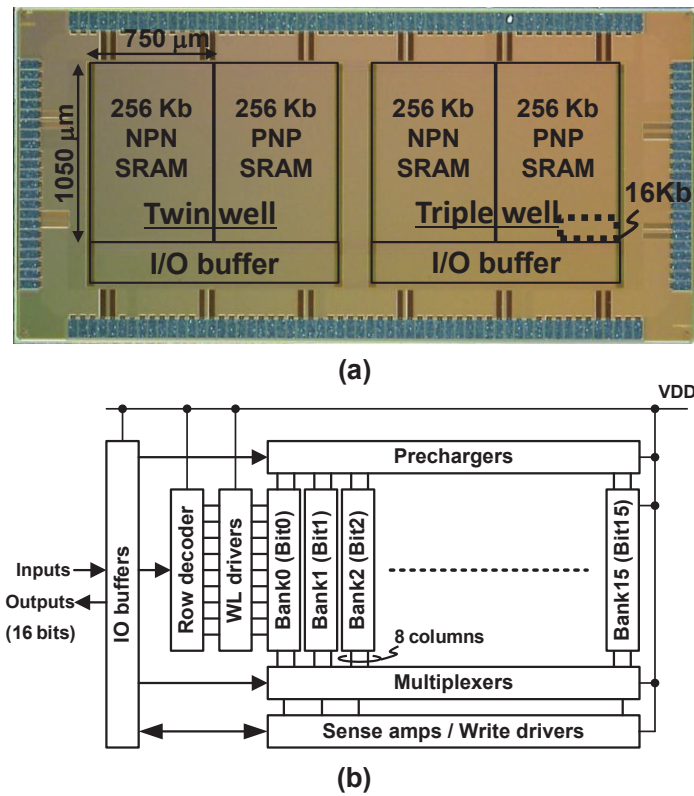 750 μm
1050 μm
256 Kb
NPN
SRAM
256 Kb
PNP
SRAM
Twin well
I/O buffer
256 Kb
NPN
SRAM
256 Kb
PNP
SRAM
Triple well
I/O buffer
16Kb
(a)
VDD
Prechargers
IO buffers
Row decoder
WL drivers
Bank0 (Bit0)
Bank1 (Bit1)
Bank2 (Bit2)
Bank15 (Bit15)
Inputs
Outputs
(16 bits)
8 columns
Multiplexers
Sense amps / Write drivers
(b)